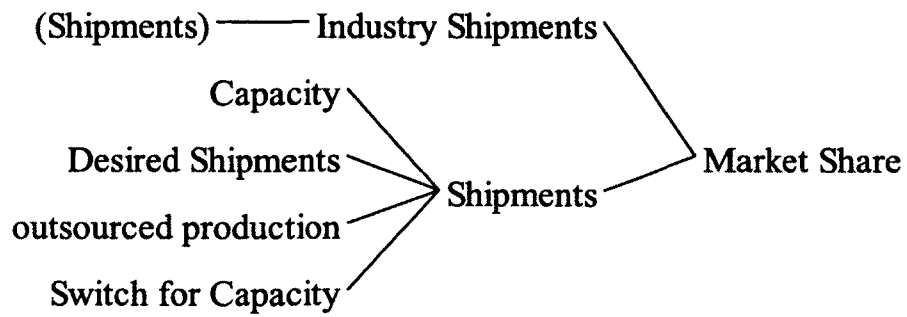 (Shipments) Industry Shipments
Capacity
Desired Shipments
Market Share
Shipments
outsourced production
Switch for Capacity